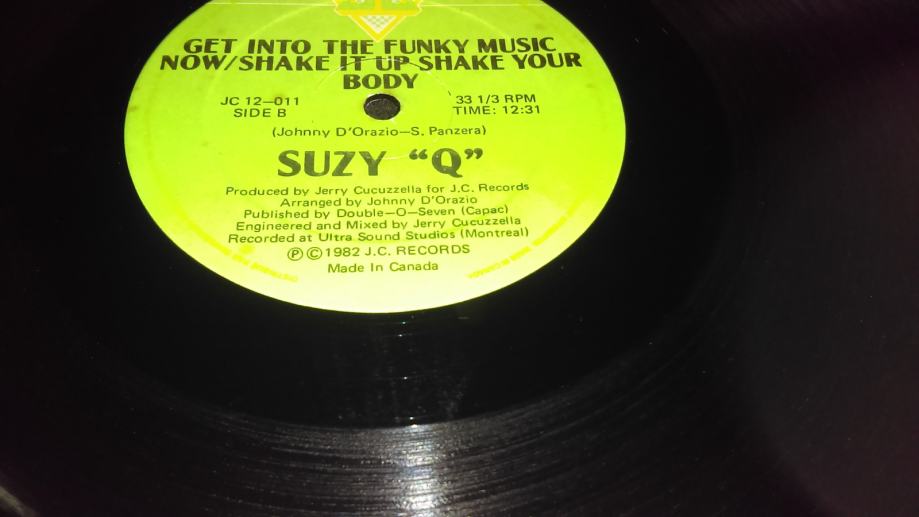 GET INTO THE FUNKY MUSIC
NOW/SHAKE IT UP SHAKE YOUR
BODY
JC 12—011
SIDE B
33 1/3 RPM
TIME: 12:31
(Johnny D'Orazio—S. Panzera)
SUZY “Q”
Produced by Jerry Cucuzzella for J.C. Records
Arranged by Johnny D'Orazio
Published by Double—O—Seven (Capac)
Engineered and Mixed by Jerry Cucuzzella
Recorded at Ultra Sound Studios (Montreal)
Ⓟ©1982 J.C. RECORDS
Made In Canada